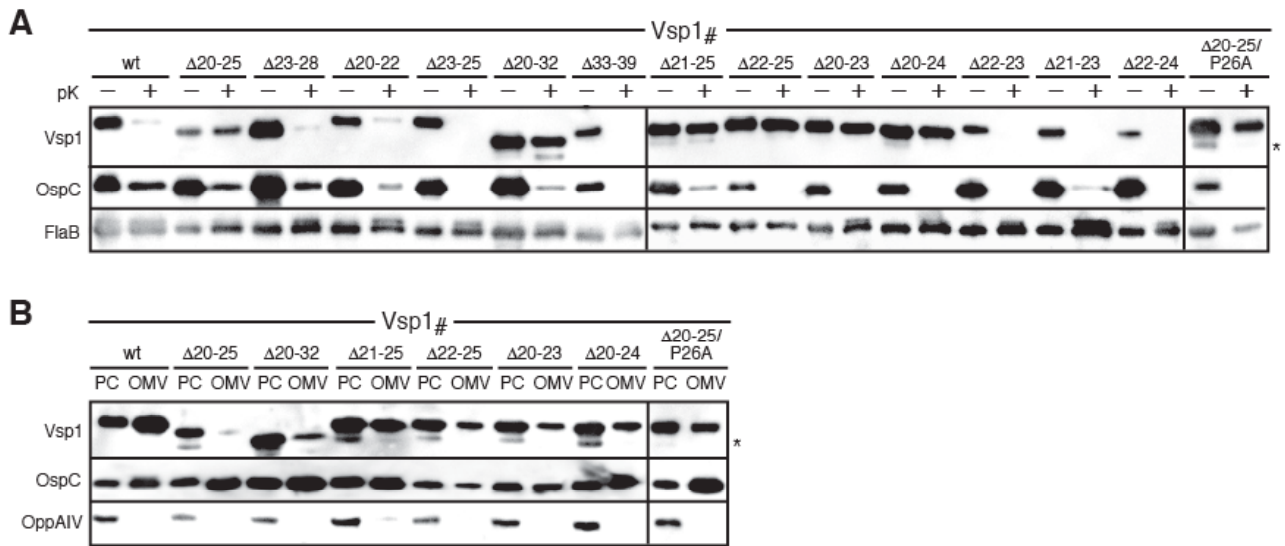 A
Vsp1#
wt Δ20-25 Δ23-28 Δ20-22 Δ23-25 Δ20-32 Δ33-39 Δ21-25 Δ22-25 Δ20-23 Δ20-24 Δ22-23 Δ21-23 Δ22-24 Δ20-25/P26A
pK − + − + − + − + − + − + − + − + − + − + − + − + − + − + − +
Vsp1 *
OspC
FlaB
B
Vsp1#
wt Δ20-25 Δ20-32 Δ21-25 Δ22-25 Δ20-23 Δ20-24 Δ20-25/P26A
PC OMV PC OMV PC OMV PC OMV PC OMV PC OMV PC OMV PC OMV
Vsp1 *
OspC
OppAIV